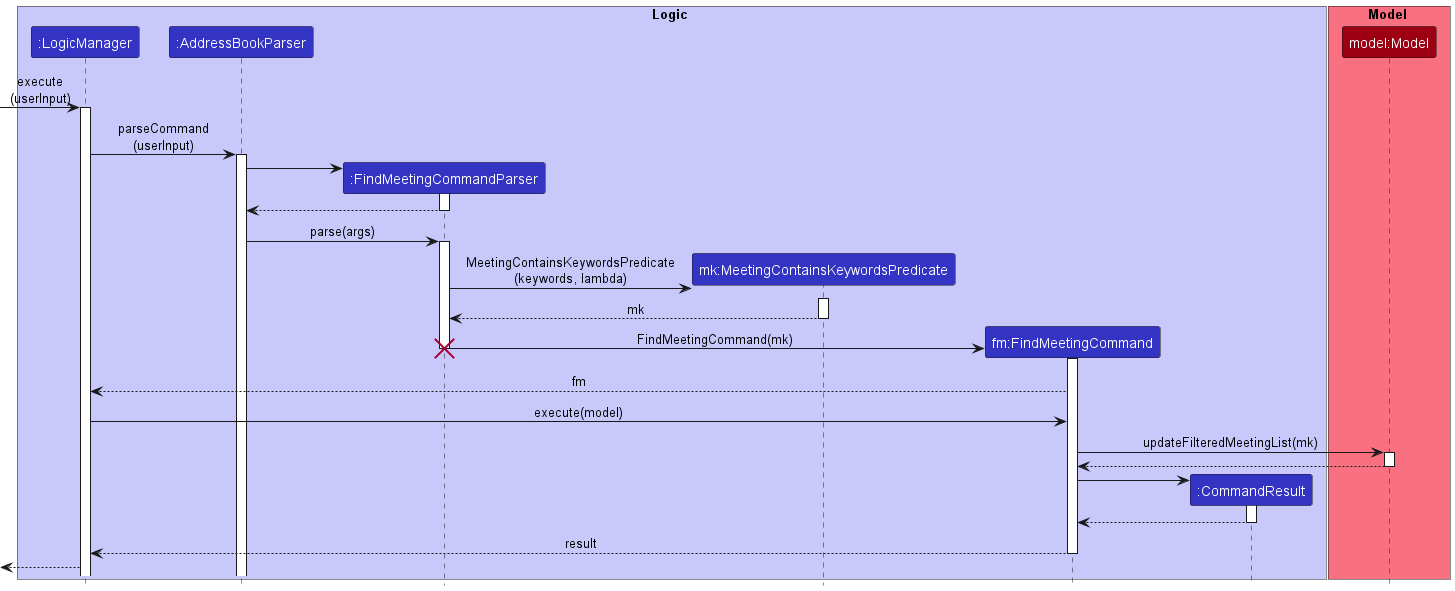 Logic
Model
:LogicManager
:AddressBookParser
model:Model
execute
(userInput)
parseCommand
(userInput)
:FindMeetingCommandParser
parse(args)
MeetingContainsKeywordsPredicate
(keywords, lambda)
mk:MeetingContainsKeywordsPredicate
mk
FindMeetingCommand(mk)
fm:FindMeetingCommand
fm
execute(model)
updateFilteredMeetingList(mk)
:CommandResult
result